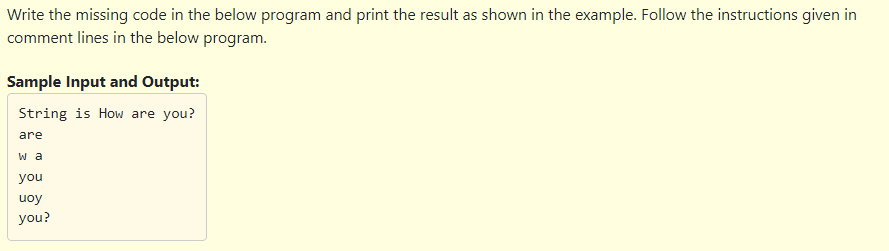 Write the missing code in the below program and print the result as shown in the example. Follow the instructions given in
comment lines in the below program.
Sample Input and Output:
String is How are you?
are
w a
you
uoy
you?